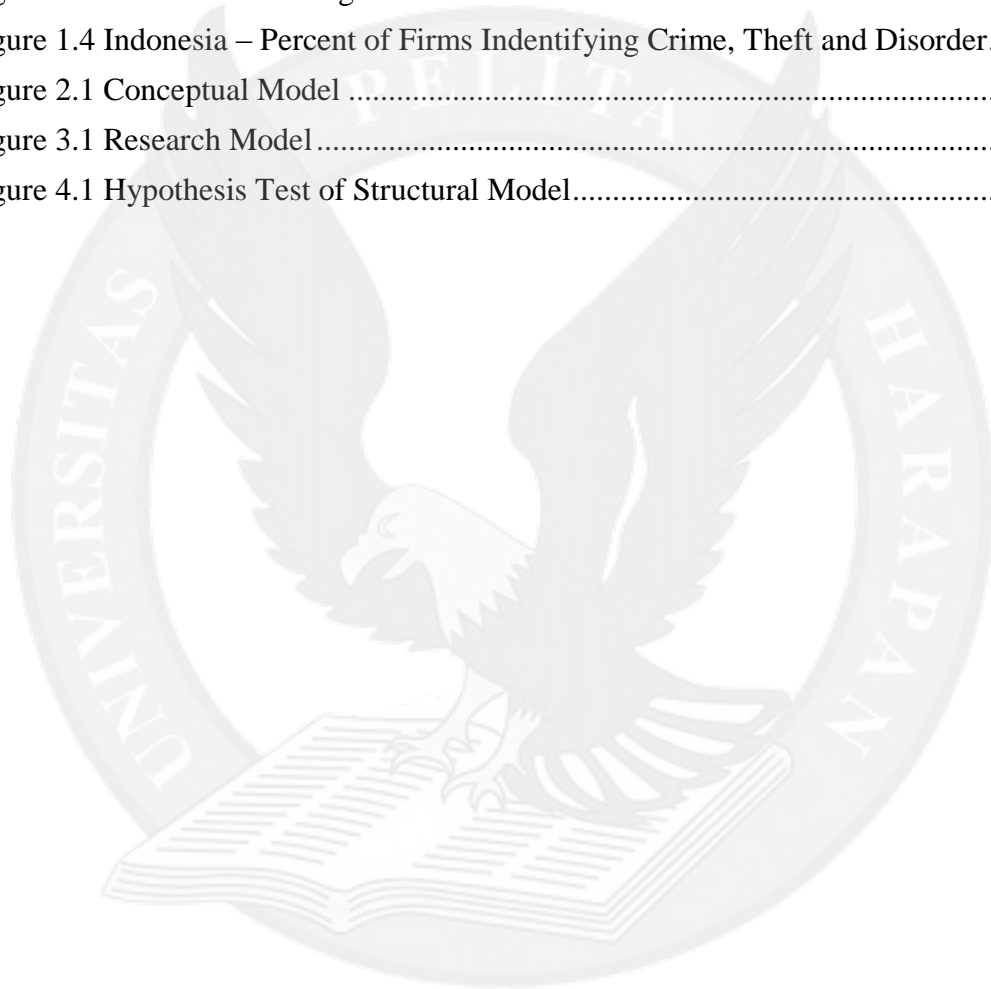 gure 1.4 Indonesia – Percent of Firms Indentifying Crime, Theft and Disorder.
gure 2.1 Conceptual Model ....................................................................................
gure 3.1 Research Model ..........................................................................................
gure 4.1 Hypothesis Test of Structural Model.......................................................
UNIVERSITAS PELITA HARAPAN